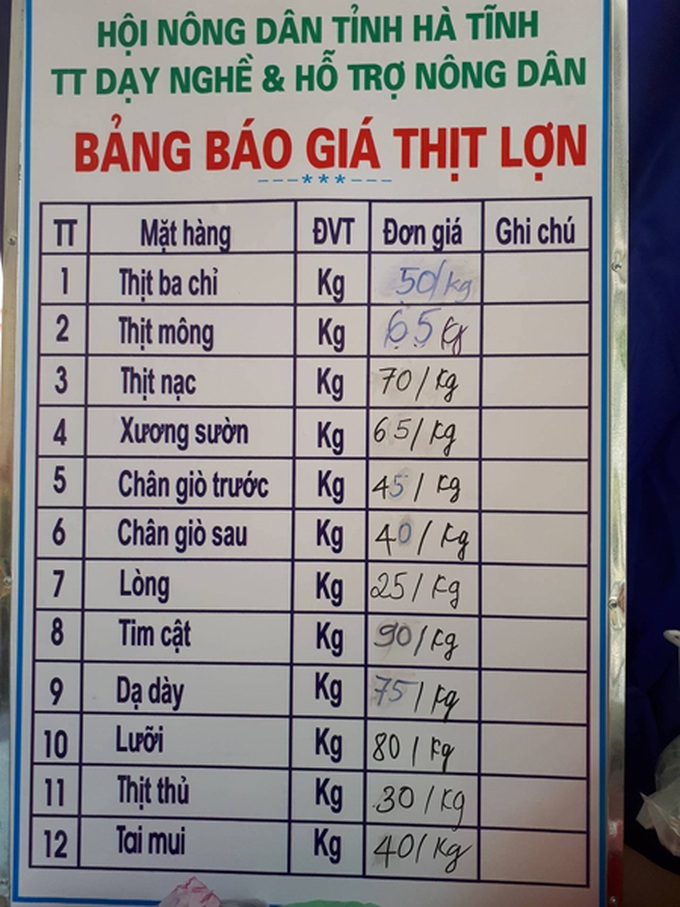 HỘI NÔNG DÂN TỈNH HÀ TĨNH
TT DẠY NGHỀ & HỖ TRỢ NÔNG DÂN
BẢNG BÁO GIÁ THỊT LỢN
---***---
TT Mặt hàng ĐVT Đơn giá Ghi chú
1 Thịt ba chỉ Kg 50/kg
2 Thịt mông Kg 65kg
3 Thịt nạc Kg 70/kg
4 Xương sườn Kg 65/kg
5 Chân giò trước Kg 45/kg
6 Chân giò sau Kg 40/kg
7 Lòng Kg 25/kg
8 Tim cật Kg 90/kg
9 Dạ dày Kg 75/kg
10 Lưỡi Kg 80/kg
11 Thịt thủ Kg 30/kg
12 Tai mui Kg 40/kg